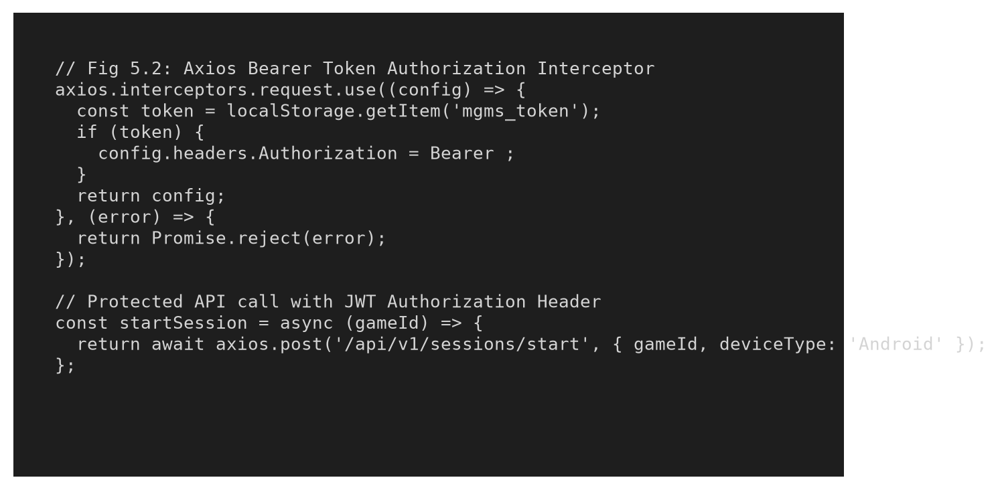 // Fig 5.2: Axios Bearer Token Authorization Interceptor
axios.interceptors.request.use((config) => {
  const token = localStorage.getItem('mgms_token');
  if (token) {
    config.headers.Authorization = Bearer ;
  }
  return config;
}, (error) => {
  return Promise.reject(error);
});

// Protected API call with JWT Authorization Header
const startSession = async (gameId) => {
  return await axios.post('/api/v1/sessions/start', { gameId, deviceType: 'Android' });
};